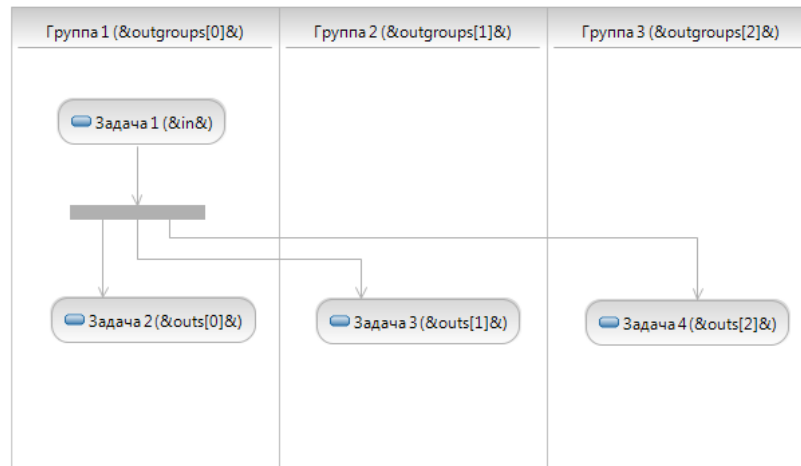 Группа 1 (&outgroups[0]&)
Группа 2 (&outgroups[1]&)
Группа 3 (&outgroups[2]&)
Задача 1 (&in&)
Задача 2 (&outs[0]&)
Задача 3 (&outs[1]&)
Задача 4 (&outs[2]&)